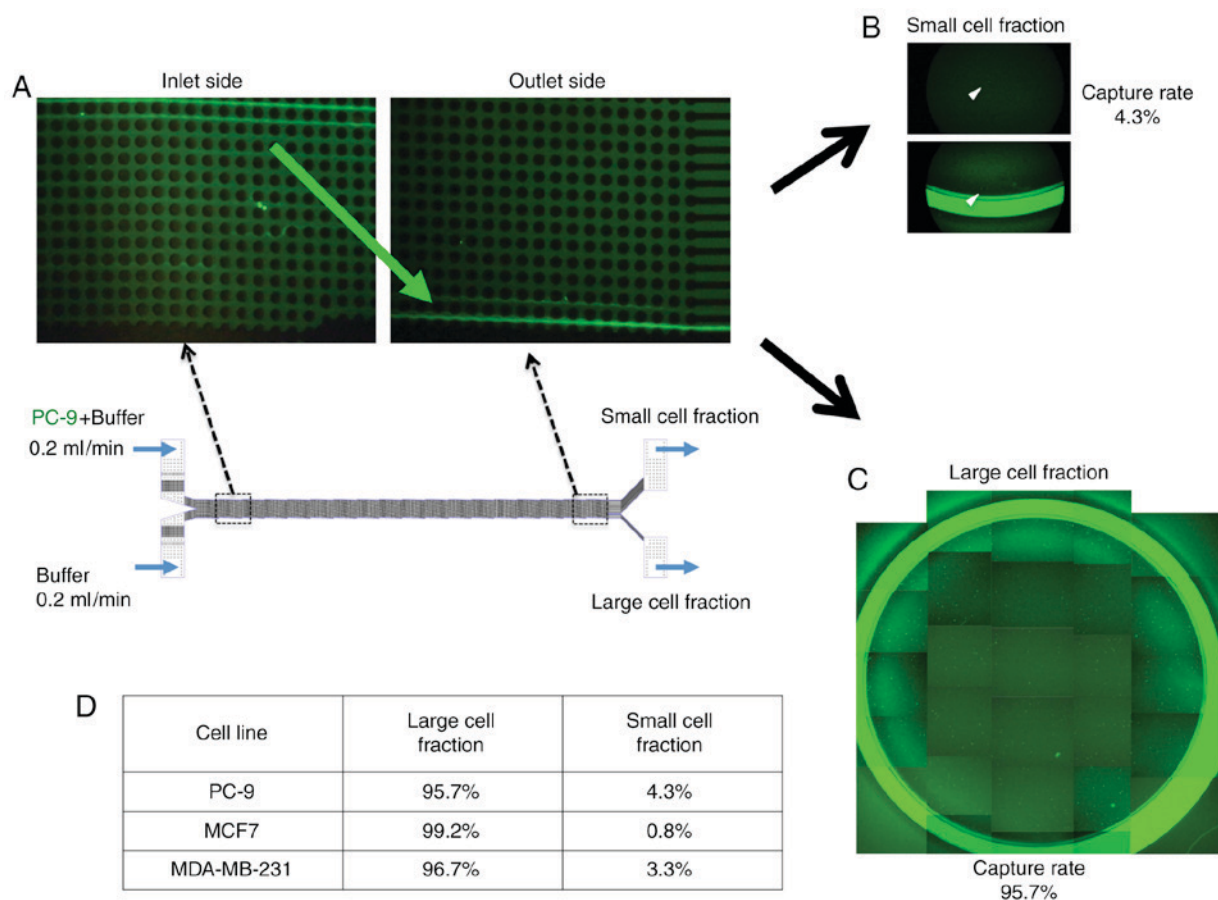 A
Inlet side
Outlet side
B
Small cell fraction
Capture rate
4.3%
PC-9+Buffer
0.2 ml/min
Buffer
0.2 ml/min
Small cell fraction
Large cell fraction
C
Large cell fraction
Capture rate
95.7%
D
Cell line
Large cell
fraction
Small cell
fraction
PC-9
95.7%
4.3%
MCF7
99.2%
0.8%
MDA-MB-231
96.7%
3.3%